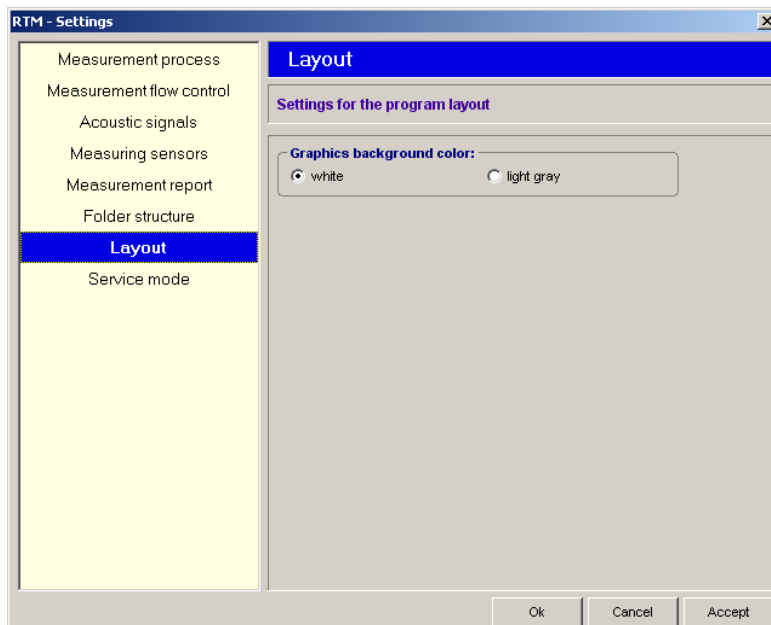 RTM - Settings
Measurement process
Measurement flow control
Acoustic signals
Measuring sensors
Measurement report
Folder structure
Layout
Service mode
Layout
Settings for the program layout
Graphics background color:
white light gray
Ok Cancel Accept